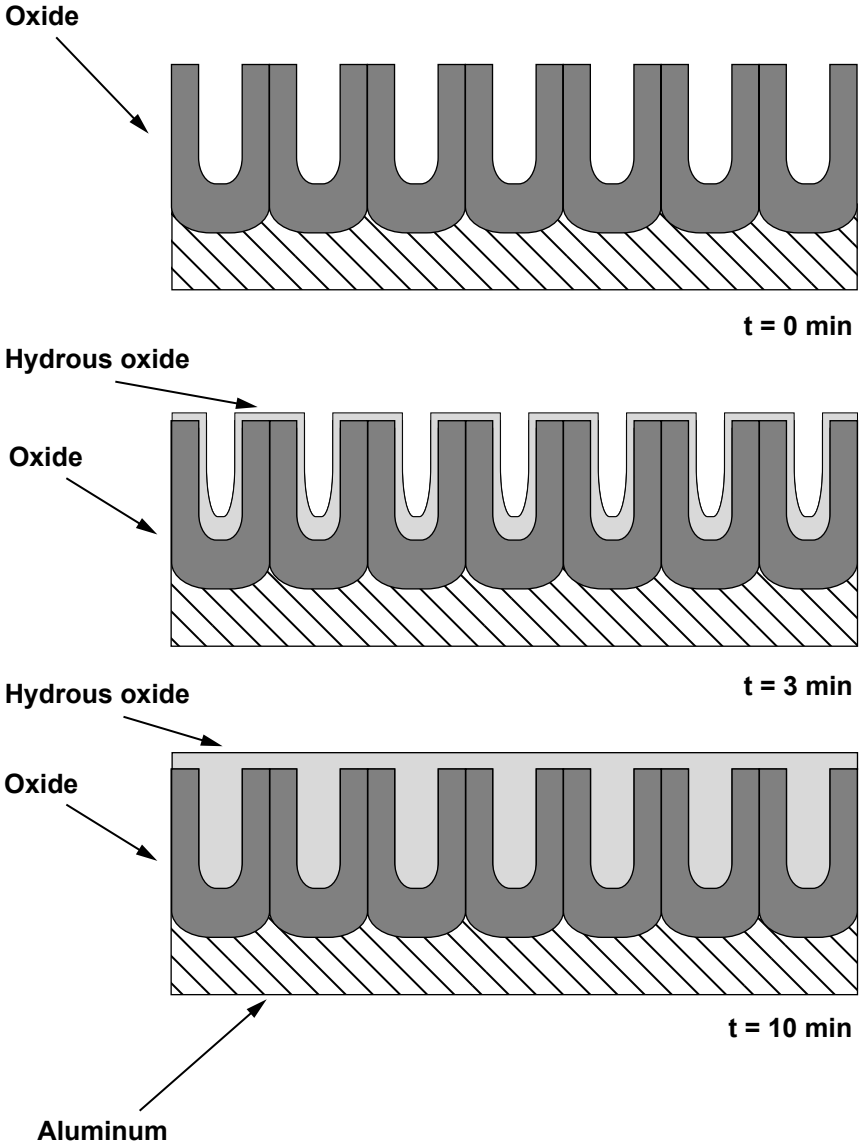 Oxide
t = 0 min
Hydrous oxide
Oxide
t = 3 min
Hydrous oxide
Oxide
t = 10 min
Aluminum